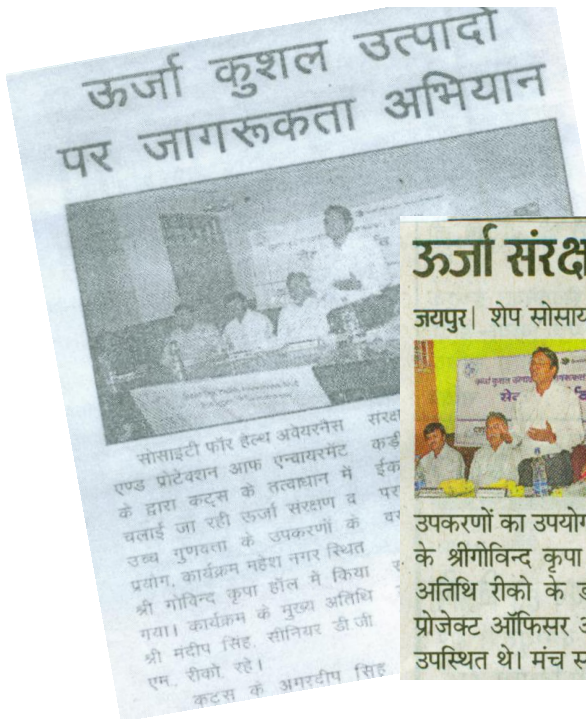 ऊर्जा कुशल उत्पादों
पर जागरूकता अभियान
सोसाइटी फॉर हेल्थ अवेयरनेस
एण्ड प्रोटेक्शन आफ एन्वायरमेंट
के द्वारा कट्स के तत्वाधान में
चलाई जा रही ऊर्जा सरक्षण व
उच्च गुणवत्ता के उपकरणों के
प्रयोग, कार्यक्रम महेश नगर स्थित
श्री गोविन्द कृपा हॉल में किया
गया। कार्यक्रम के मुख्य अतिथि
श्री मंदीप सिंह, सीनियर डी.जी.
एम. रीको रहे।
कट्स के अमरदीप सिंह
ऊर्जा संरक्ष
जयपुर| शेप सोसाय
उपकरणों का उपयोग
के श्रीगोविन्द कृपा
अतिथि रीको के
प्रोजेक्ट ऑफिसर
उपस्थित थे। मंच